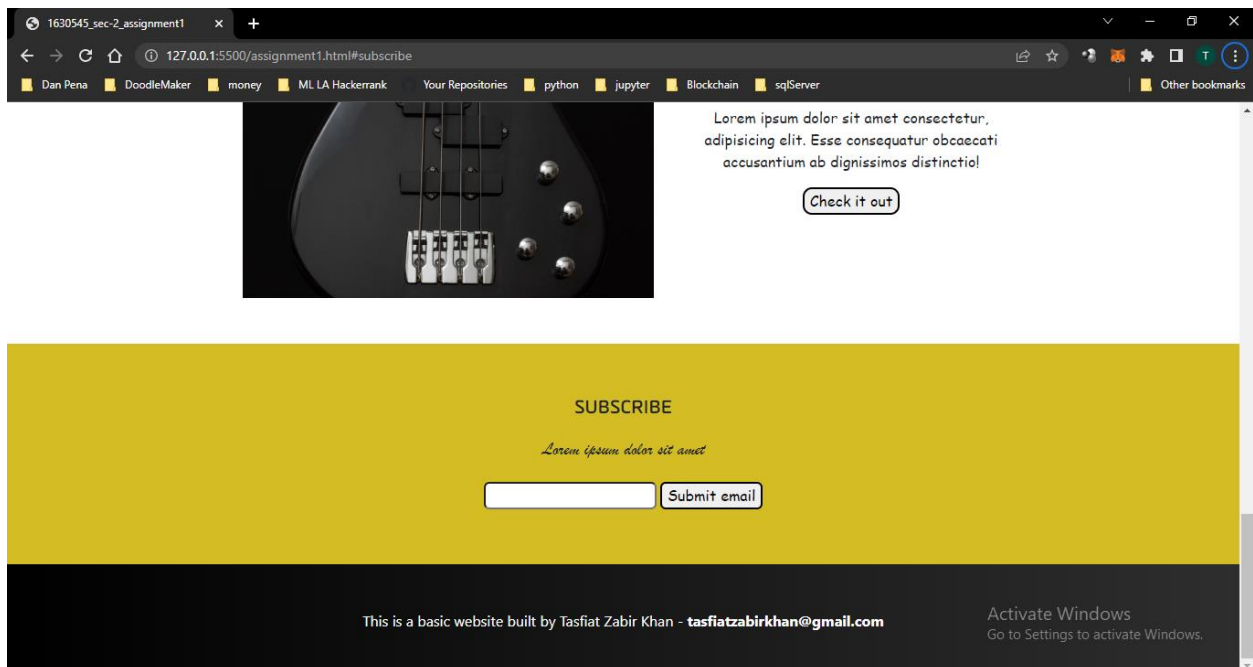 1630545_sec-2_assignment1
127.0.0.1:5500/assignment1.html#subscribe
T
Dan Pena DoodleMaker money ML LA Hackerrank Your Repositories python jupyter Blockchain sqlServer Other bookmarks
Lorem ipsum dolor sit amet consectetur,
adipisicing elit. Esse consequatur obcaecati
accusantium ab dignissimos distinctio!
Check it out
SUBSCRIBE
Lorem ipsum dolor sit amet
Submit email
This is a basic website built by Tasfiat Zabir Khan - tasfiatzabirkhan@gmail.com
Activate Windows
Go to Settings to activate Windows.